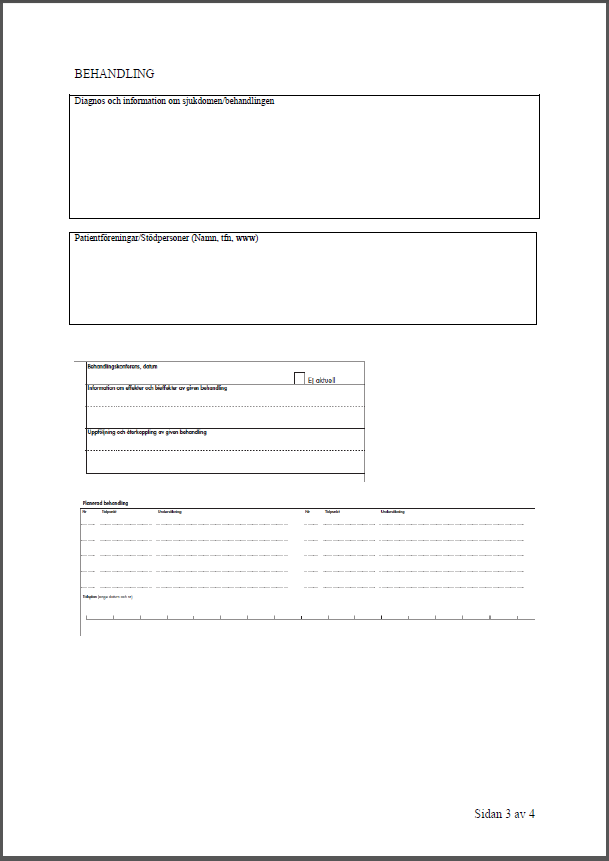 BEHANDLING
Diagnos och information om sjukdomen/behandlingen
Patientföreningar/Stödpersoner (Namn, tfn, www)
Behandlingskonferens, datum
Ej aktuell
Information om effekter och bieffekter av given behandling
Uppföljning och återkoppling av given behandling
Planerad behandling
Nr Tidpunkt Undersökning Nr Tidpunkt Undersökning
Tidsplan (ange datum och nr)
Sidan 3 av 4